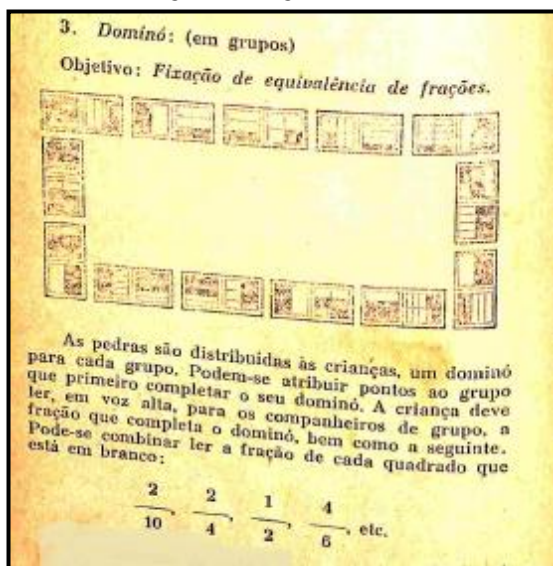 3. Dominó: (em grupos)
Objetivo: Fixação de equivalência de frações.
As pedras são distribuídas às crianças, um dominó
para cada grupo. Podem-se atribuir pontos ao grupo
que primeiro completar o seu dominó. A criança deve
ler, em voz alta, para os companheiros de grupo, a
fração que completa o dominó, bem como a seguinte.
Pode-se combinar ler a fração de cada quadrado que
está em branco:
2 2 1 4
10 , 4 , 2 , 6 , etc.